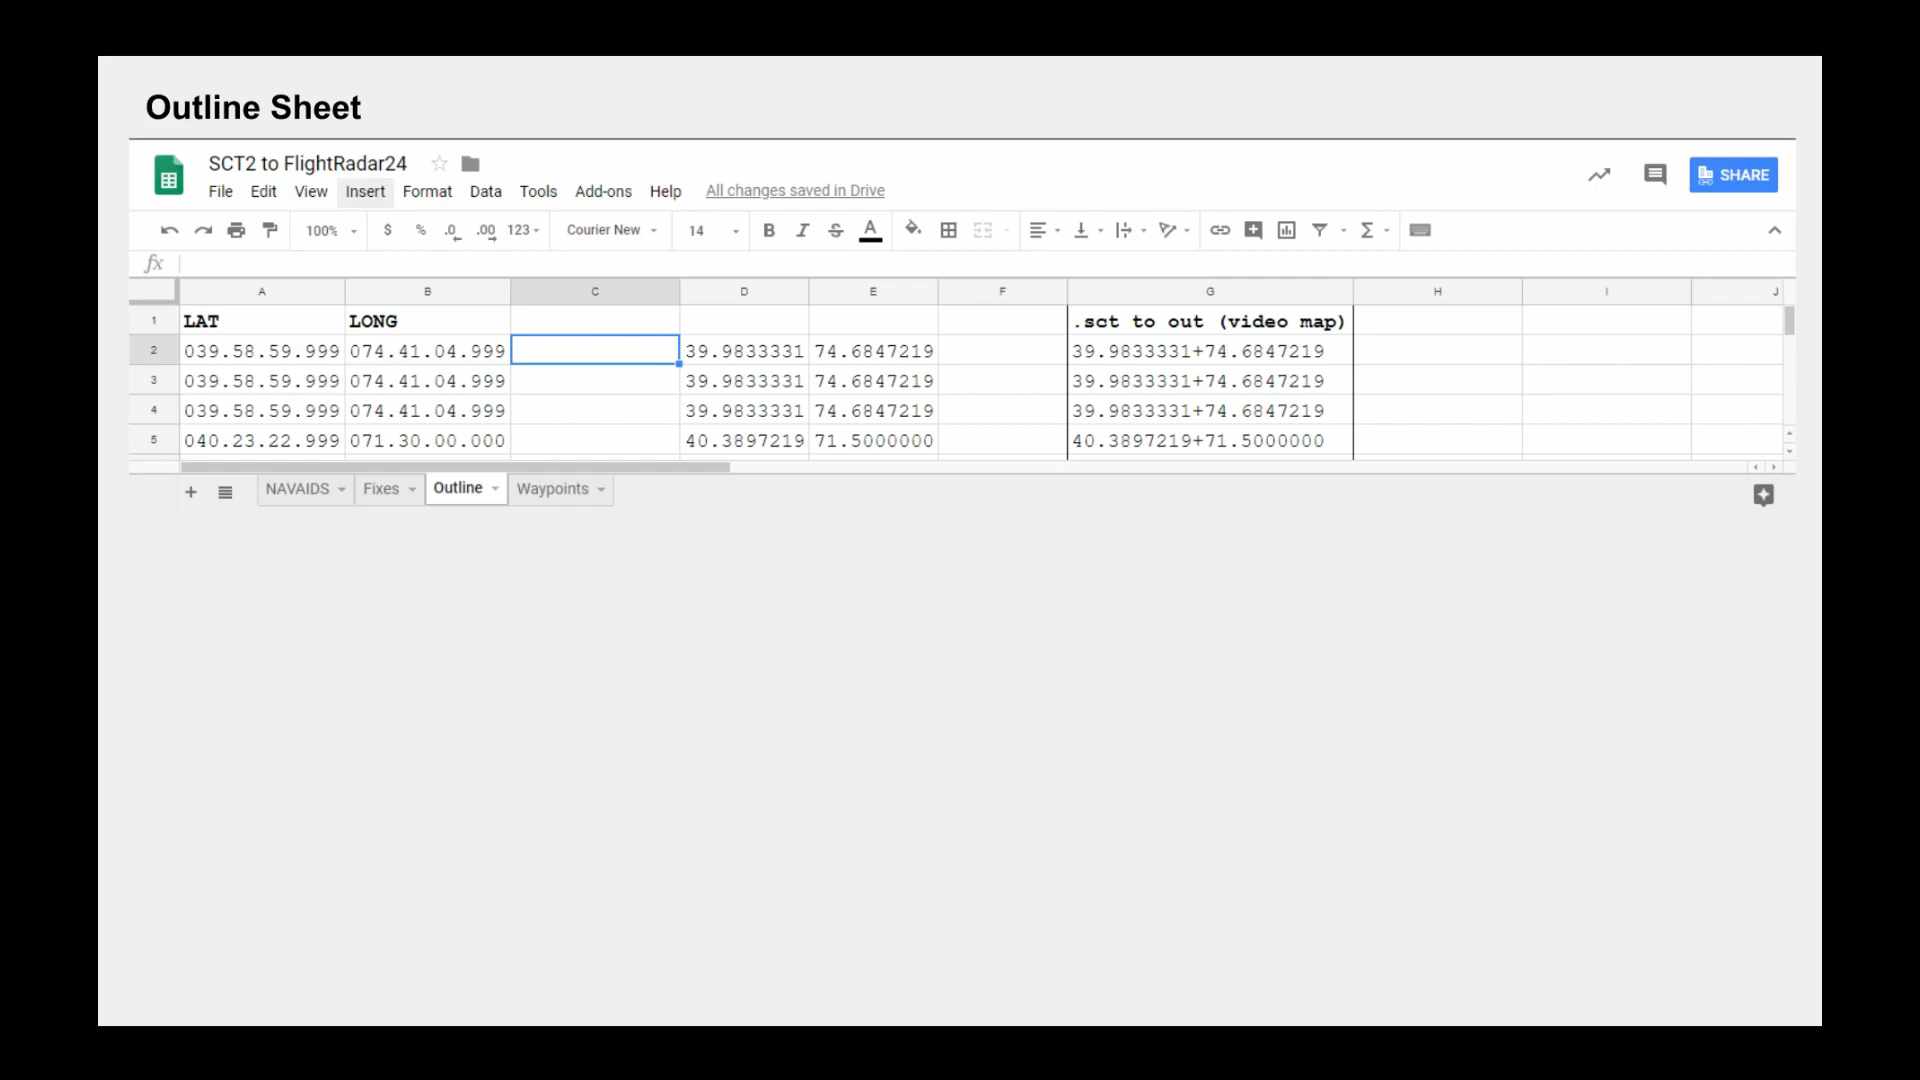 Outline Sheet
SCT2 to FlightRadar24
File Edit View Insert Format Data Tools Add-ons Help All changes saved in Drive
SHARE
100% $ % .0 .00 123 Courier New 14 B I S A Σ
fx
A B C D E F G H I J
1 LAT LONG .sct to out (video map)
2 039.58.59.999 074.41.04.999 39.9833331 74.6847219 39.9833331+74.6847219
3 039.58.59.999 074.41.04.999 39.9833331 74.6847219 39.9833331+74.6847219
4 039.58.59.999 074.41.04.999 39.9833331 74.6847219 39.9833331+74.6847219
5 040.23.22.999 071.30.00.000 40.3897219 71.5000000 40.3897219+71.5000000
+ NAVAIDS Fixes Outline Waypoints